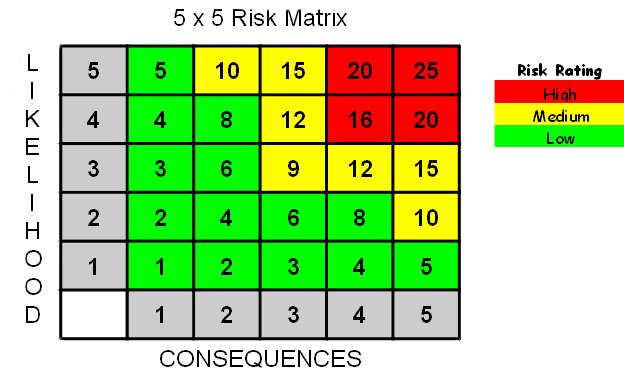 5 x 5 Risk Matrix
LIKELIHOOD
5 5 10 15 20 25
4 4 8 12 16 20
3 3 6 9 12 15
2 2 4 6 8 10
1 1 2 3 4 5
1 2 3 4 5
CONSEQUENCES
Risk Rating
High
Medium
Low